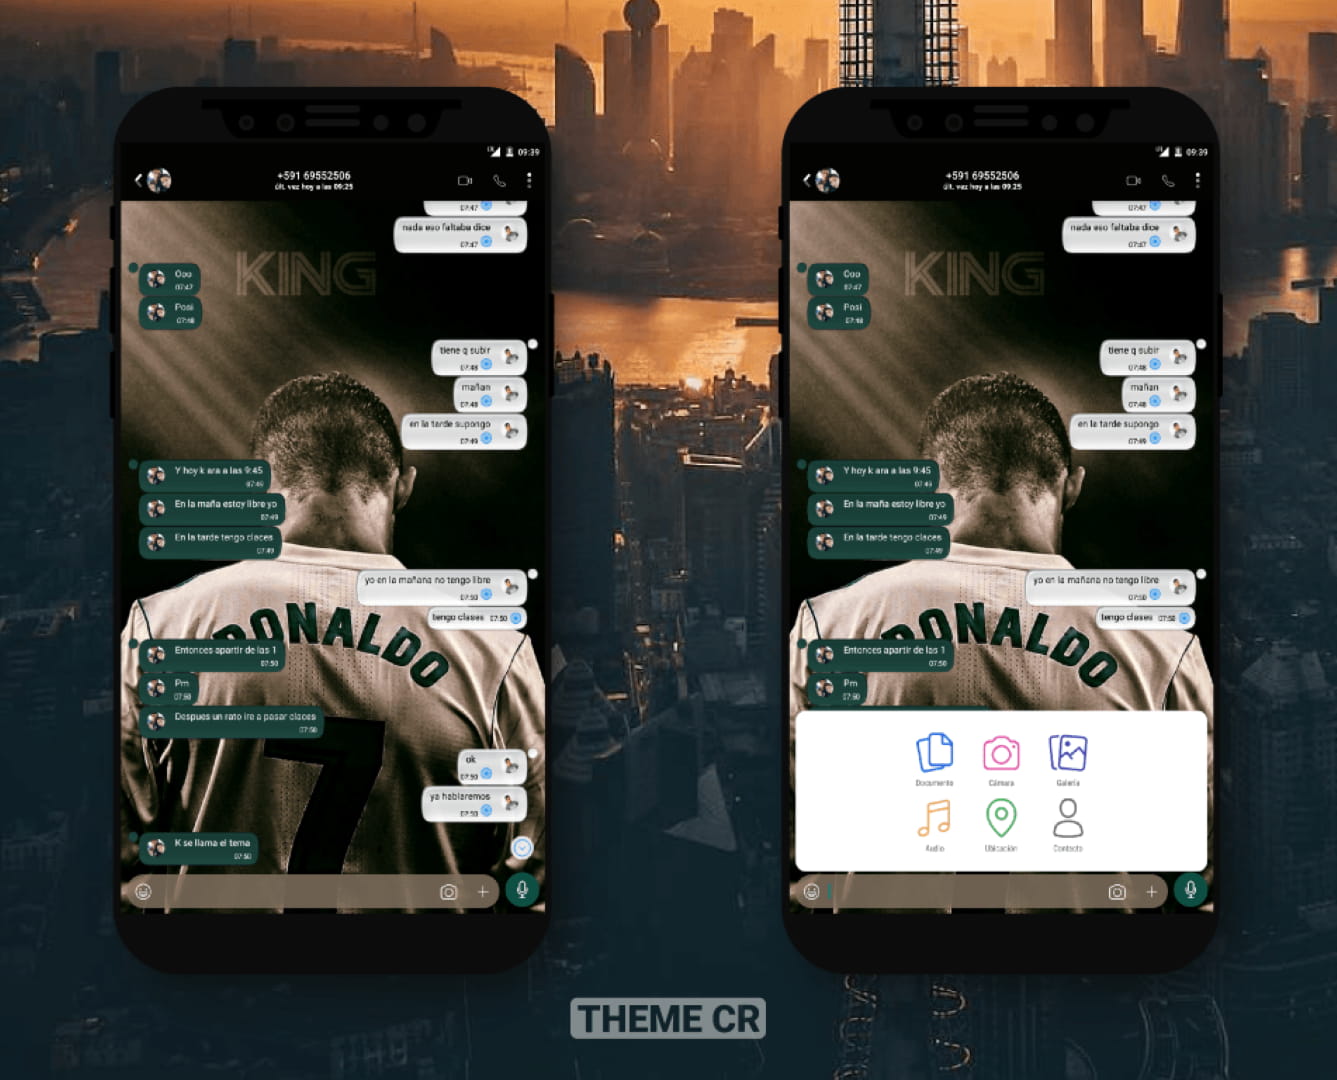 09:39
+591 69552506
últ. vez hoy a las 09:25
07:47
nada eso faltaba dice
07:47
KING
Ooo
07:47
Posi
07:48
tiene q subir
07:48
mañan
07:48
en la tarde supongo
07:49
Y hoy k ara a las 9:45
07:49
En la maña estoy libre yo
07:49
En la tarde tengo claces
07:49
yo en la mañana no tengo libre
07:50
tengo clases 07:50
RONALDO
Entonces apartir de las 1
07:50
Pm
07:50
Despues un rato ire a pasar claces
07:50
7
ok
07:50
ya hablaremos
07:50
K se llama el tema
07:50
09:39
+591 69552506
últ. vez hoy a las 09:25
07:47
nada eso faltaba dice
07:47
KING
Ooo
07:47
Posi
07:48
tiene q subir
07:48
mañan
07:48
en la tarde supongo
07:49
Y hoy k ara a las 9:45
07:49
En la maña estoy libre yo
07:49
En la tarde tengo claces
07:49
yo en la mañana no tengo libre
07:50
tengo clases 07:50
RONALDO
Entonces apartir de las 1
07:50
Pm
07:50
Documento Cámara Galería
Audio Ubicación Contacto
THEME CR